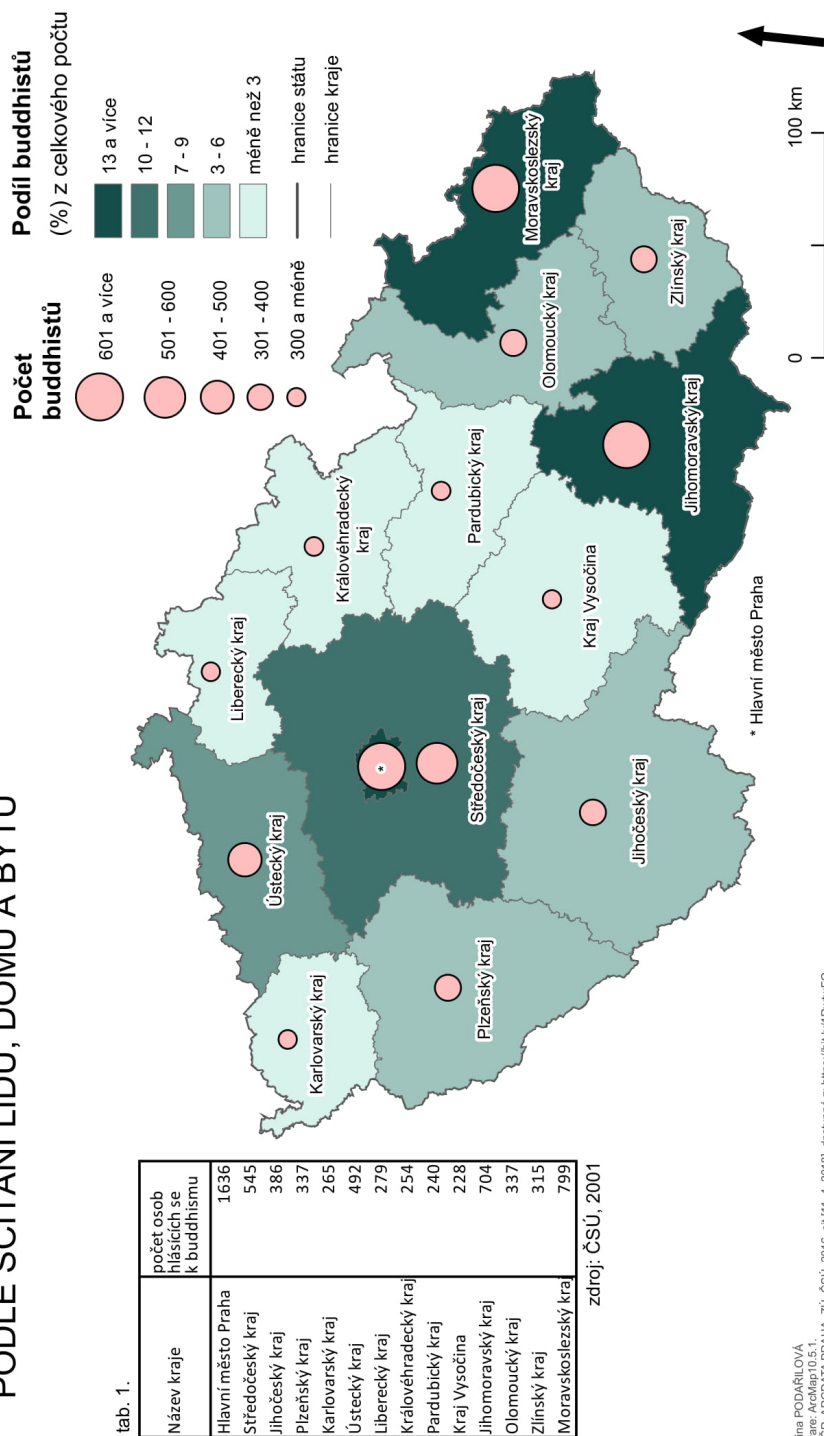 PODLE SČÍTÁNÍ LIDU, DOMŮ A BYTŮ
tab. 1.
Název kraje počet osob
hlásících se
k buddhismu
Hlavní město Praha 1636
Středočeský kraj 545
Jihočeský kraj 386
Plzeňský kraj 337
Karlovarský kraj 265
Ústecký kraj 492
Liberecký kraj 279
Královéhradecký kraj 254
Pardubický kraj 240
Kraj Vysočina 228
Jihomoravský kraj 704
Olomoucký kraj 337
Zlínský kraj 315
Moravskoslezský kraj 799
zdroj: ČSÚ, 2001
Počet
buddhistů
601 a více
501 - 600
401 - 500
301 - 400
300 a méně
Podíl buddhistů
(%) z celkového počtu
13 a více
10 - 12
7 - 9
3 - 6
méně než 3
hranice státu
hranice kraje
Liberecký kraj
Ústecký kraj
Karlovarský kraj
Královéhradecký
kraj
*
Středočeský kraj
Pardubický kraj
Plzeňský kraj
Moravskoslezský
kraj
Olomoucký kraj
Kraj Vysočina
Jihočeský kraj
Zlínský kraj
Jihomoravský kraj
* Hlavní město Praha
0 100 km
PODAŘILOVÁ
ArcMap10.5.1.